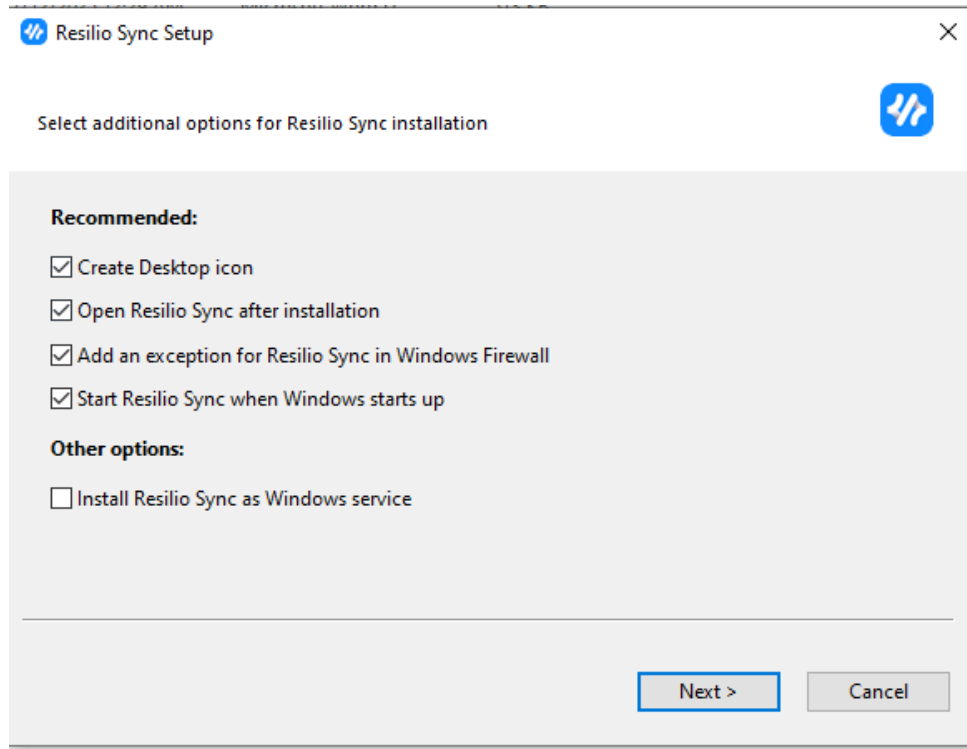 Resilio Sync Setup
Select additional options for Resilio Sync installation
Recommended:
Create Desktop icon
Open Resilio Sync after installation
Add an exception for Resilio Sync in Windows Firewall
Start Resilio Sync when Windows starts up
Other options:
Install Resilio Sync as Windows service
Next >
Cancel